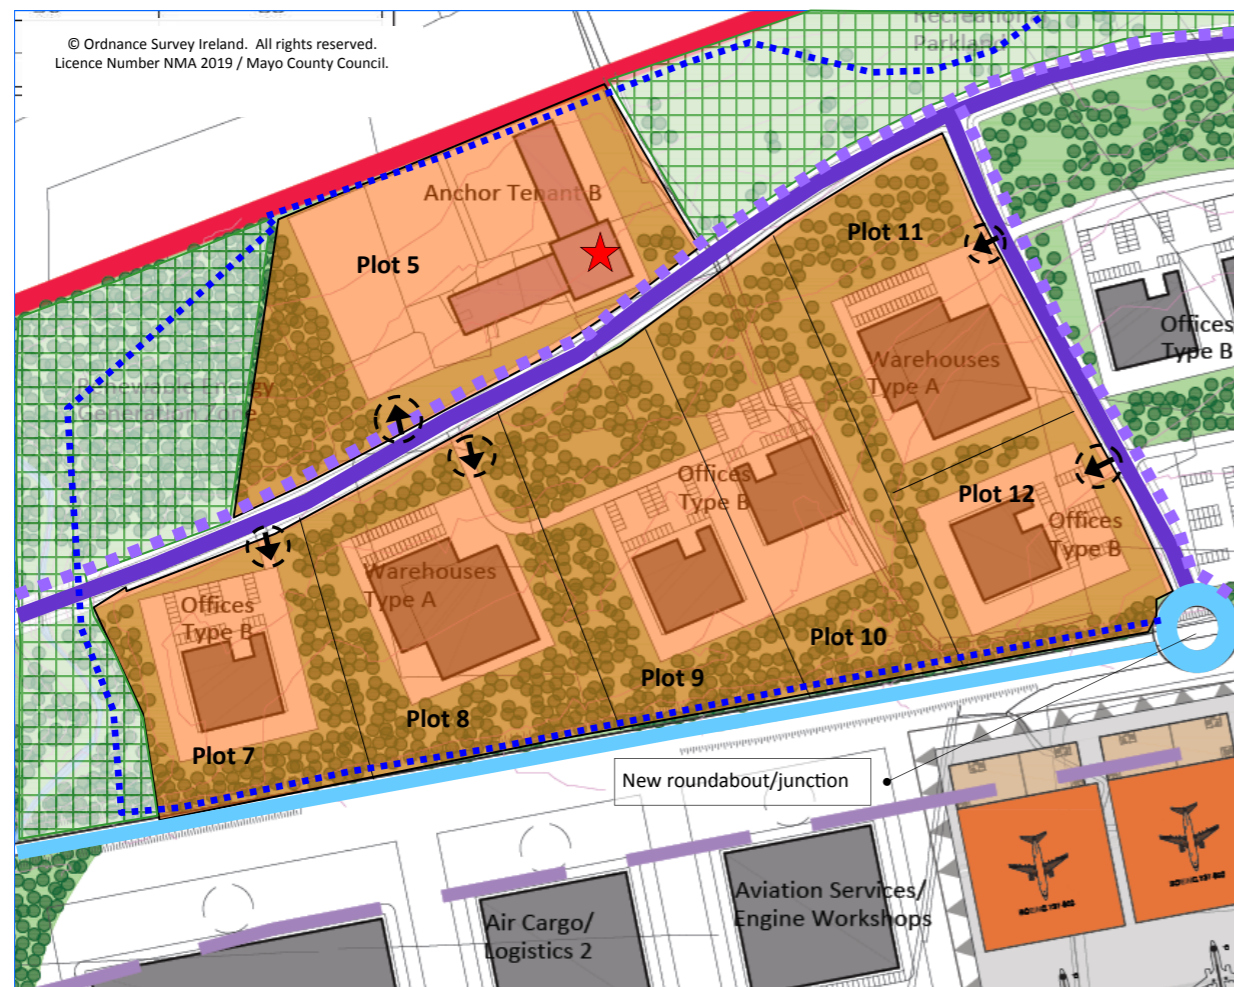 © Ordnance Survey Ireland. All rights reserved.
Licence Number NMA 2019 / Mayo County Council.
Recreational
Parkland
Anchor Tenant B
Plot 5
Plot 11
Offices
Type B
Warehouses
Type A
Offices
Type B
Plot 12
Offices
Type B
Warehouses
Type A
Offices
Type B
Plot 10
Plot 9
Plot 8
Plot 7
New roundabout/junction
Aviation Services/
Engine Workshops
Air Cargo/
Logistics 2